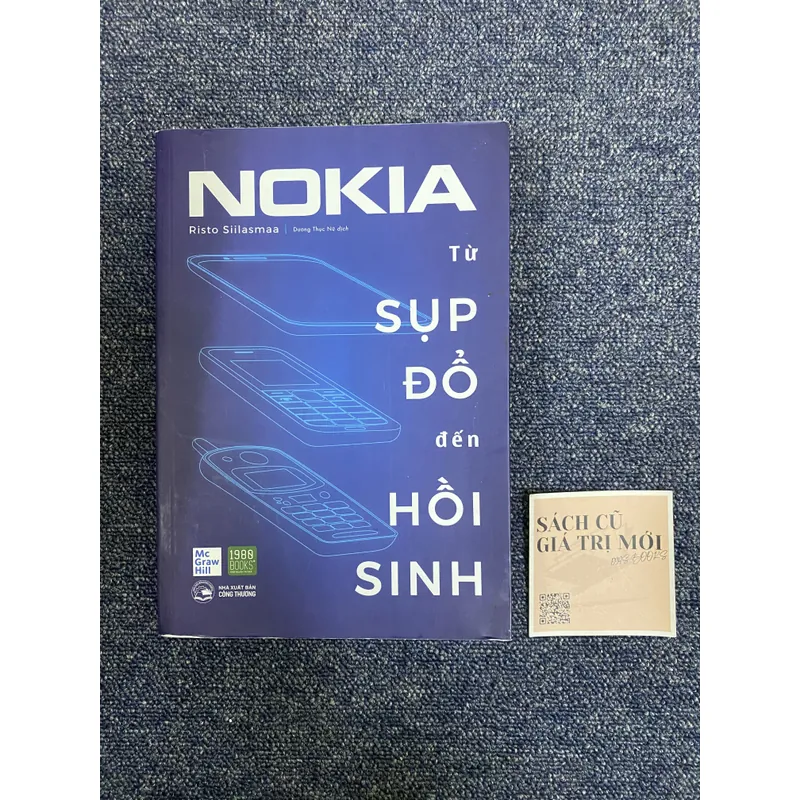 NOKIA
Risto Siilasmaa | Dương Thục Nữ dịch
Từ
SỤP
ĐỔ
đến
HỒI
SINH
Mc
Graw
Hill
1980
BOOKS
NHÀ XUẤT BẢN
CÔNG THƯƠNG
SÁCH CŨ
GIÁ TRỊ MỚI